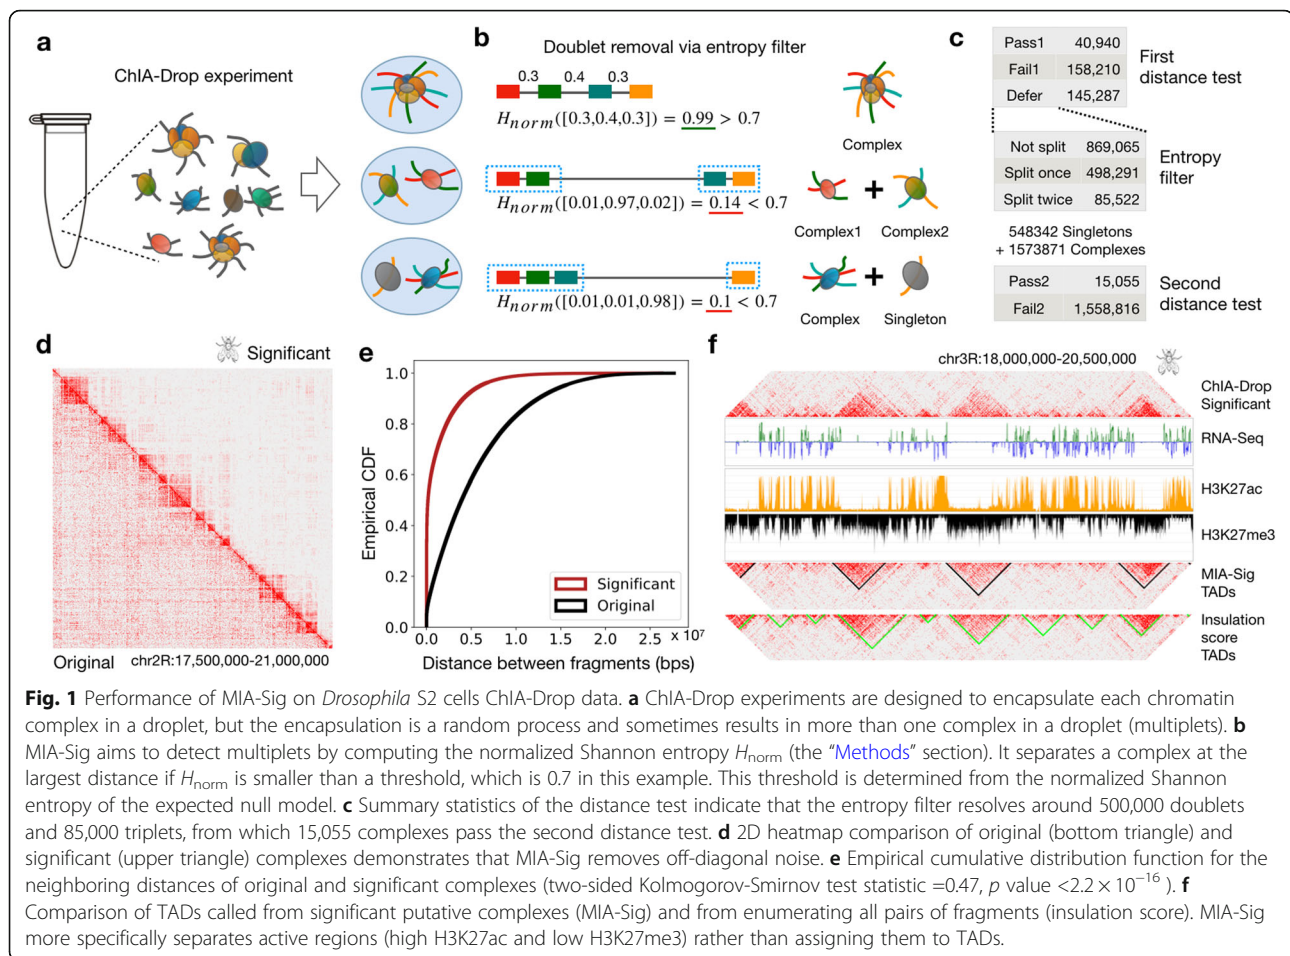 a
ChIA-Drop experiment
b
Doublet removal via entropy filter
0.3 0.4 0.3
Hnorm([0.3,0.4,0.3]) = 0.99 > 0.7
Complex
Hnorm([0.01,0.97,0.02]) = 0.14 < 0.7
Complex1 + Complex2
Hnorm([0.01,0.01,0.98]) = 0.1 < 0.7
Complex + Singleton
c
Pass1 40,940
Fail1 158,210
Defer 145,287
First
distance test
Not split 869,065
Split once 498,291
Split twice 85,522
Entropy
filter
548342 Singletons
+ 1573871 Complexes
Pass2 15,055
Fail2 1,558,816
Second
distance test
d
Significant
Original chr2R:17,500,000-21,000,000
e
Empirical CDF
1.0
0.8
0.6
0.4
0.2
0.0
Significant
Original
0.0 0.5 1.0 1.5 2.0 2.5
x 10⁷
Distance between fragments (bps)
f
chr3R:18,000,000-20,500,000
ChIA-Drop
Significant
RNA-Seq
H3K27ac
H3K27me3
MIA-Sig
TADs
Insulation
score
TADs
Fig. 1 Performance of MIA-Sig on Drosophila S2 cells ChIA-Drop data. a ChIA-Drop experiments are designed to encapsulate each chromatin
complex in a droplet, but the encapsulation is a random process and sometimes results in more than one complex in a droplet (multiplets). b
MIA-Sig aims to detect multiplets by computing the normalized Shannon entropy Hnorm (the “Methods” section). It separates a complex at the
largest distance if Hnorm is smaller than a threshold, which is 0.7 in this example. This threshold is determined from the normalized Shannon
entropy of the expected null model. c Summary statistics of the distance test indicate that the entropy filter resolves around 500,000 doublets
and 85,000 triplets, from which 15,055 complexes pass the second distance test. d 2D heatmap comparison of original (bottom triangle) and
significant (upper triangle) complexes demonstrates that MIA-Sig removes off-diagonal noise. e Empirical cumulative distribution function for the
neighboring distances of original and significant complexes (two-sided Kolmogorov-Smirnov test statistic =0.47, p value <2.2 × 10⁻¹⁶ ). f
Comparison of TADs called from significant putative complexes (MIA-Sig) and from enumerating all pairs of fragments (insulation score). MIA-Sig
more specifically separates active regions (high H3K27ac and low H3K27me3) rather than assigning them to TADs.